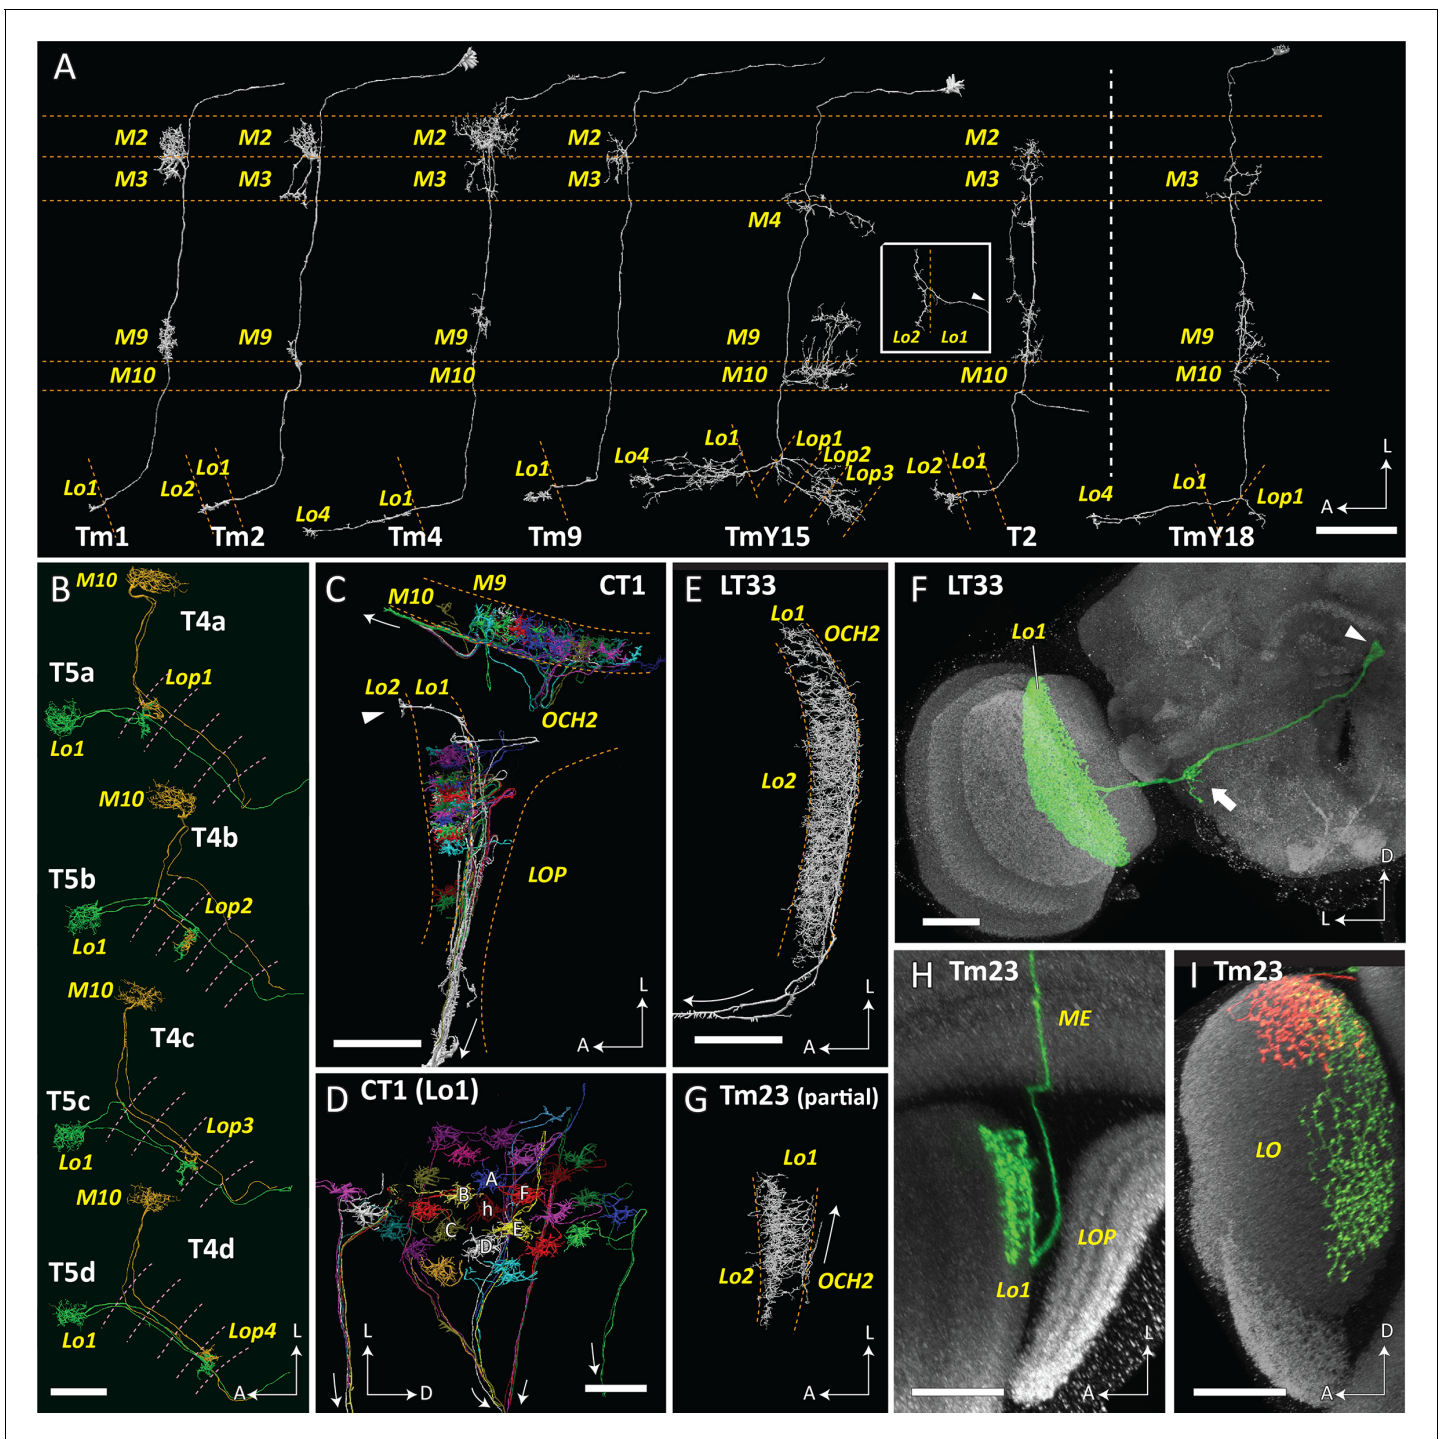 A
M2 M2 M2 M2 M2
M3 M3 M3 M3 M3 M3
M4
Lo2 Lo1
M9 M9 M9 M9 M9
M10 M10 M10 M10 M10
Lo1 Lo2 Lo1 Lo4 Lo1 Lo1 Lo4 Lo1 Lop1 Lop2 Lop3 Lo2 Lo1 Lo4 Lo1 Lop1
L
A
Tm1 Tm2 Tm4 Tm9 TmY15 T2 TmY18
B
M10
T4a
T5a
Lop1
Lo1
M10
T4b
T5b
Lop2
Lo1
M10
T4c
T5c
Lop3
Lo1
M10
T4d
T5d
Lop4
Lo1
L
A
C
CT1
M9
M10
Lo2 Lo1
OCH2
LOP
L
A
D CT1 (Lo1)
A
B F
h
C E
D
L
D
E LT33
Lo1
OCH2
Lo2
L
A
F LT33
Lo1
D
L
G Tm23 (partial)
Lo1
Lo2
OCH2
L
A
H Tm23
ME
LOP
Lo1
L
A
I Tm23
LO
D
A